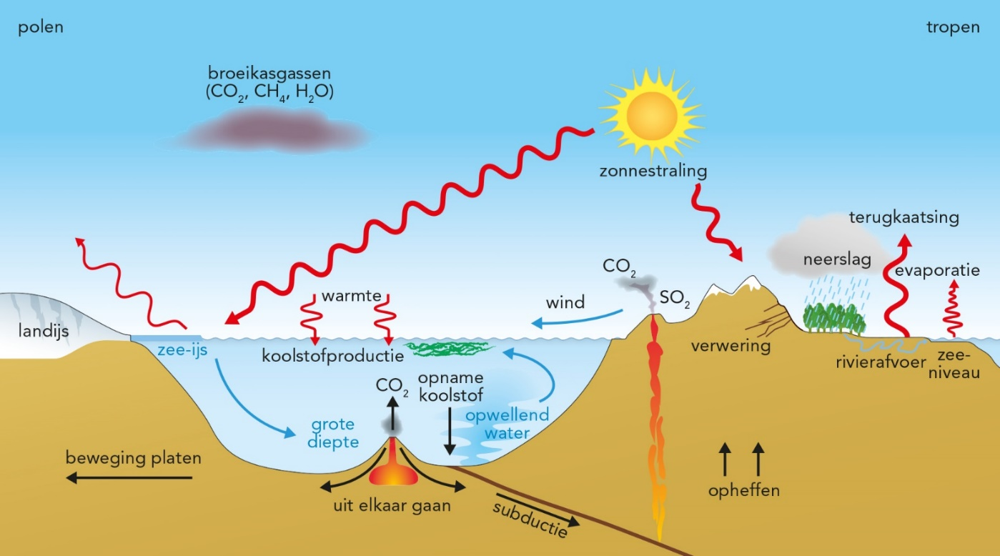 polen
tropen
broeikasgassen
(CO₂, CH₄, H₂O)
zonnestraling
terugkaatsing
neerslag
evaporatie
CO₂
SO₂
warmte
wind
landijs
zee-ijs
koolstofproductie
verwering
rivierafvoer
zee-
niveau
CO₂
opname
koolstof
opwellend
water
grote
diepte
beweging platen
uit elkaar gaan
subductie
opheffen